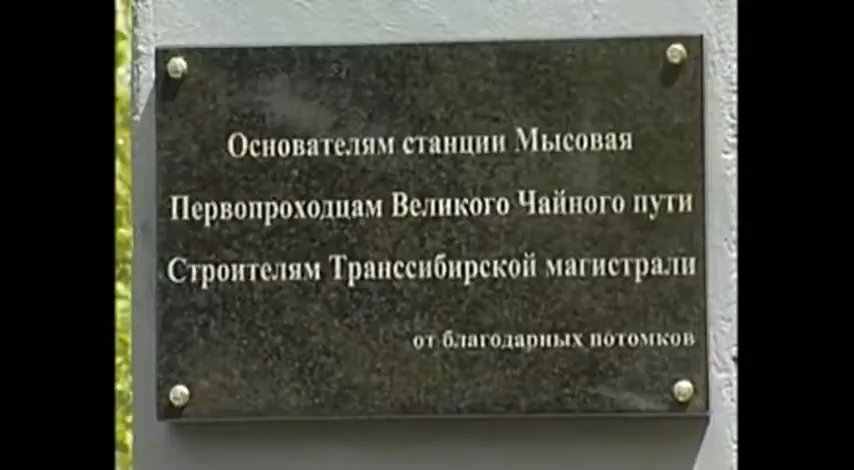 Основателям станции Мысовая
Первопроходцам Великого Чайного пути
Строителям Транссибирской магистрали
от благодарных потомков